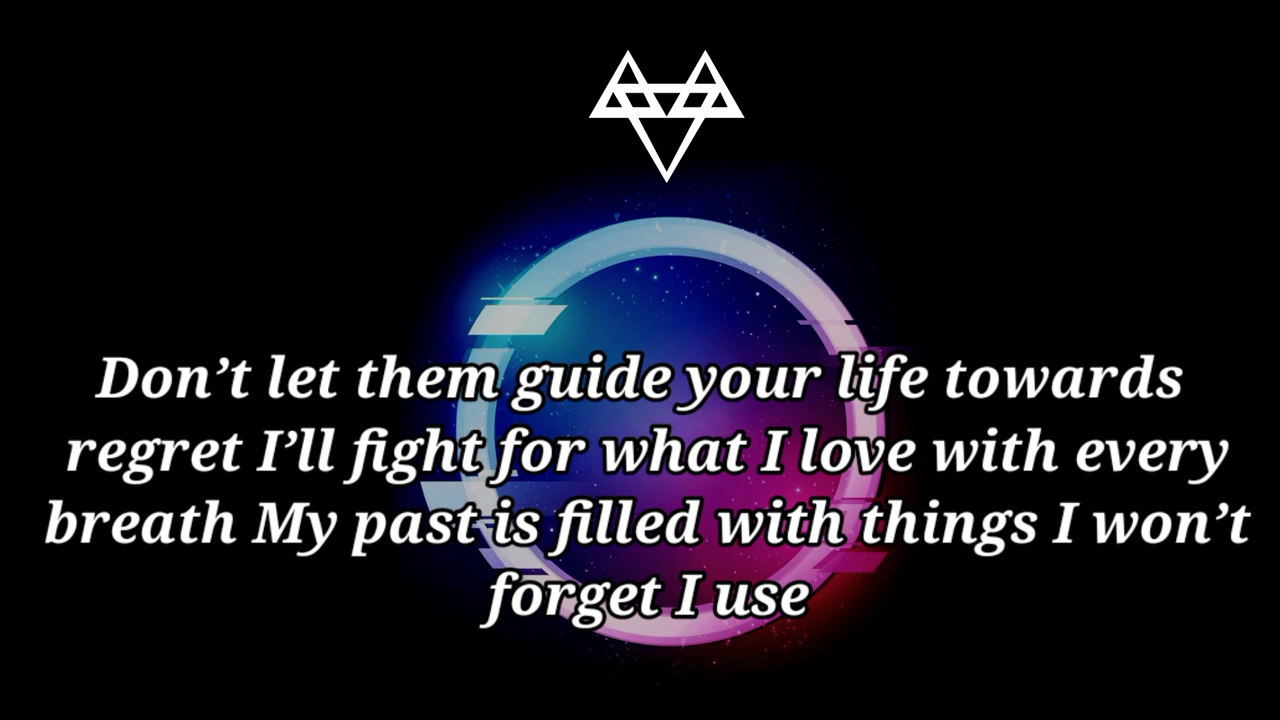 Don’t let them guide your life towards
regret I’ll fight for what I love with every
breath My past is filled with things I won’t
forget I use